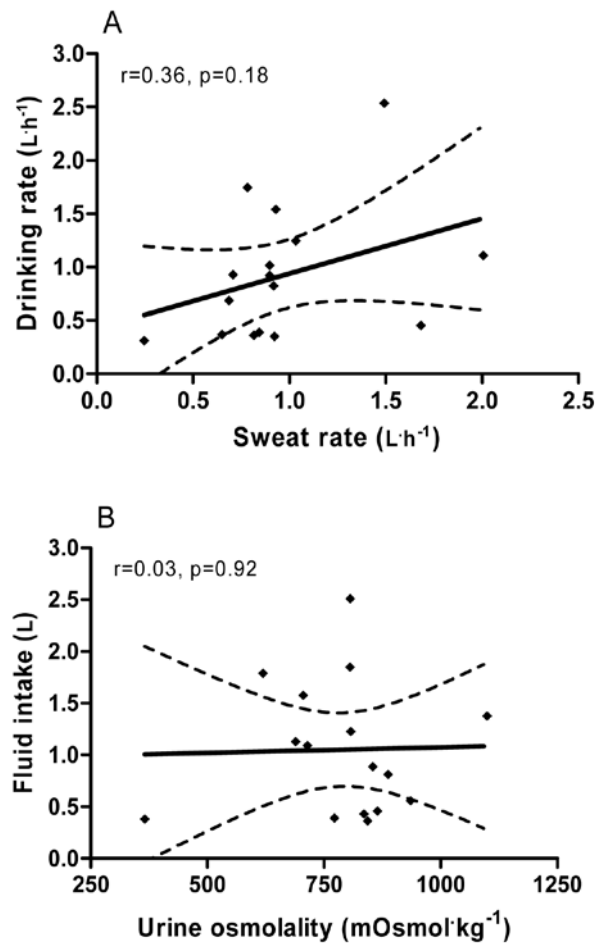 A
r=0.36, p=0.18
3.0
2.5
2.0
1.5
1.0
0.5
0.0
Drinking rate (L·h⁻¹)
0.0 0.5 1.0 1.5 2.0 2.5
Sweat rate (L·h⁻¹)
B
r=0.03, p=0.92
3.0
2.5
2.0
1.5
1.0
0.5
0.0
Fluid intake (L)
250 500 750 1000 1250
Urine osmolality (mOsmol·kg⁻¹)